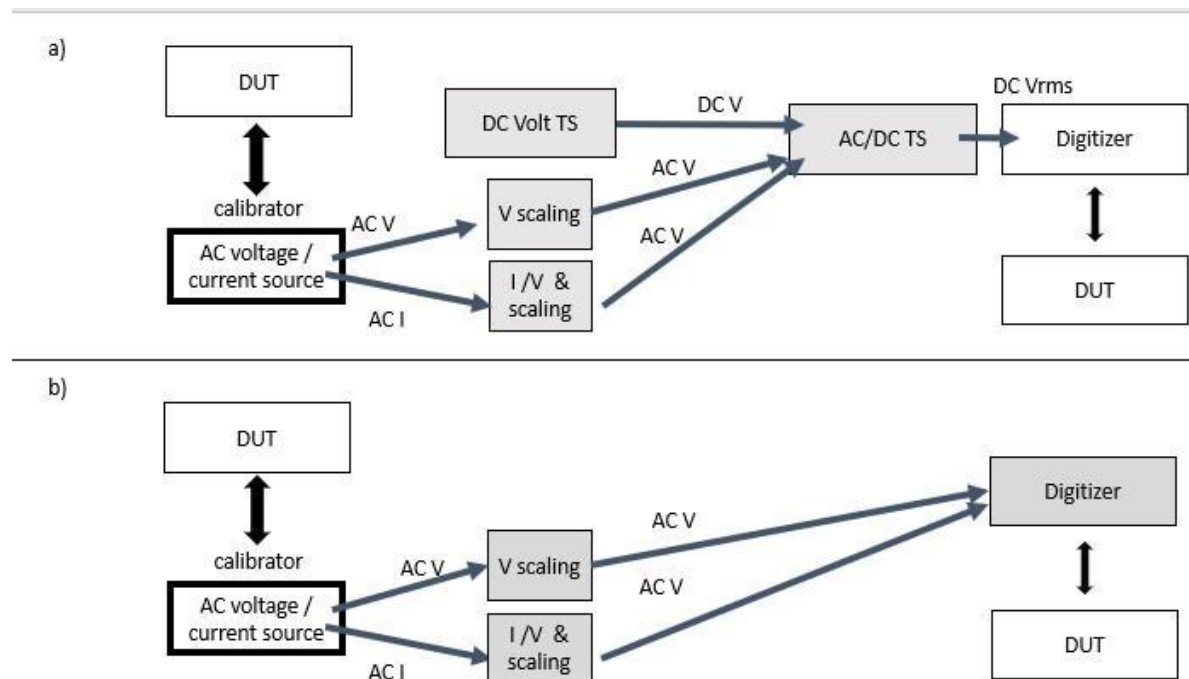 a)
DUT
DC Vrms
DC V
DC Volt TS
AC/DC TS
Digitizer
AC V
calibrator
V scaling
AC V
AC V
AC voltage /
current source
I /V &
scaling
DUT
AC I
b)
DUT
Digitizer
AC V
calibrator
AC V
V scaling
AC V
AC voltage /
current source
I /V &
scaling
DUT
AC I